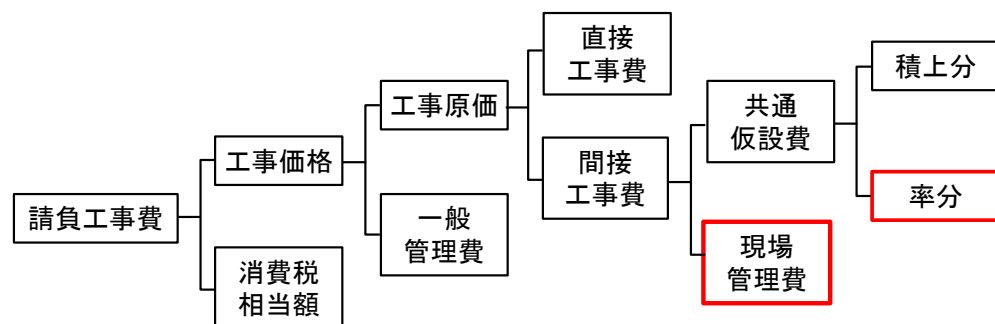 請負工事費
工事価格
消費税
相当額
工事原価
一般
管理費
直接
工事費
間接
工事費
共通
仮設費
現場
管理費
積上分
率分